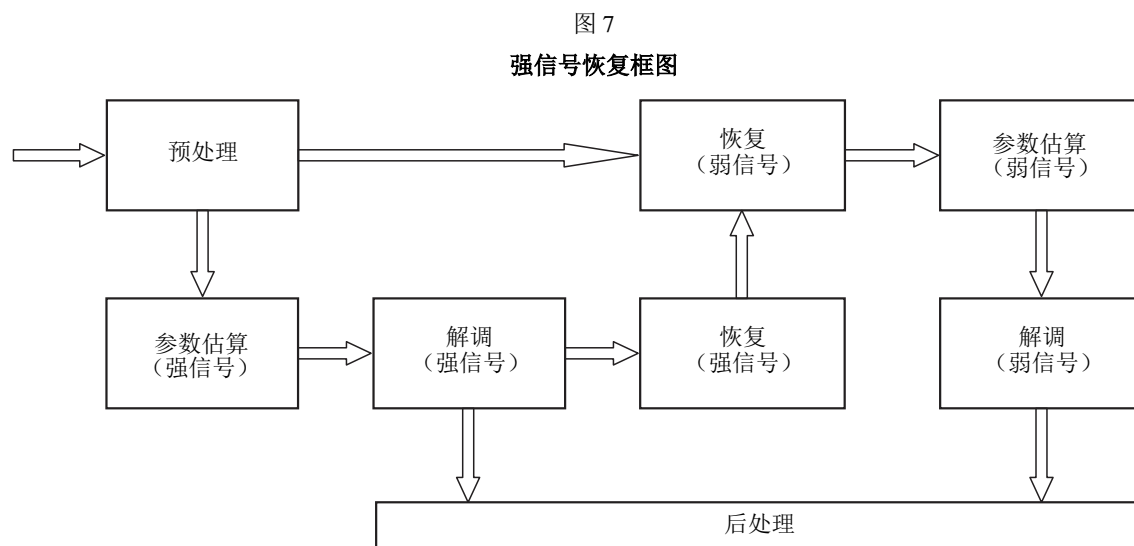 图 7
强信号恢复框图
预处理
恢复
（弱信号）
参数估算
（弱信号）
参数估算
（强信号）
解调
（强信号）
恢复
（强信号）
解调
（弱信号）
后处理